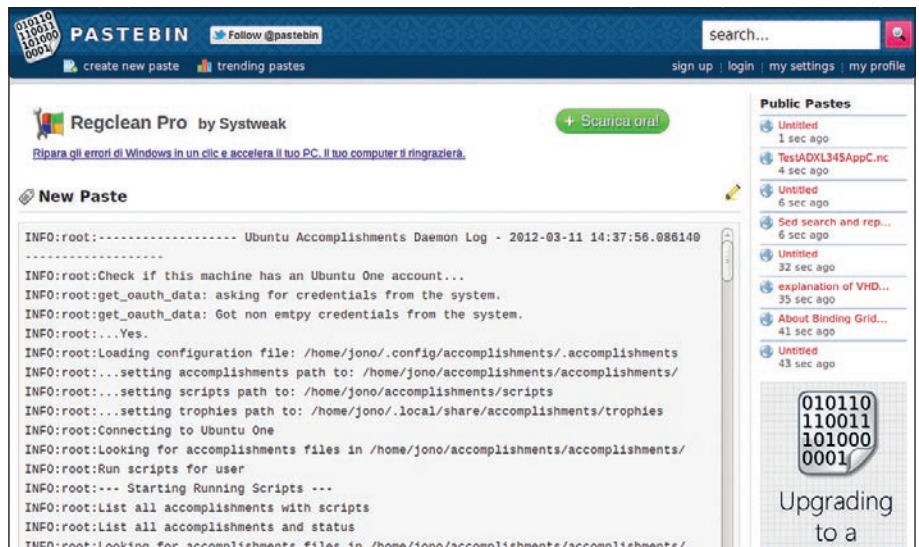 010110
110011
101000
0001
PASTEBIN
Follow @pastebin
search...
create new paste
trending pastes
sign up | login | my settings | my profile
Regclean Pro by Systweak
+ Scarica ora!
Ripara gli errori di Windows in un clic e accelera il tuo PC. Il tuo computer ti ringrazierà.
New Paste
INFO:root:------------------ Ubuntu Accomplishments Daemon Log - 2012-03-11 14:37:56.086140
-------------------
INFO:root:Check if this machine has an Ubuntu One account...
INFO:root:get_oauth_data: asking for credentials from the system.
INFO:root:get_oauth_data: Got non emtpy credentials from the system.
INFO:root:...Yes.
INFO:root:Loading configuration file: /home/jono/.config/accomplishments/.accomplishments
INFO:root:...setting accomplishments path to: /home/jono/accomplishments/accomplishments/
INFO:root:...setting scripts path to: /home/jono/accomplishments/scripts
INFO:root:...setting trophies path to: /home/jono/.local/share/accomplishments/trophies
INFO:root:Connecting to Ubuntu One
INFO:root:Looking for accomplishments files in /home/jono/accomplishments/accomplishments/
INFO:root:Run scripts for user
INFO:root:--- Starting Running Scripts ---
INFO:root:List all accomplishments with scripts
INFO:root:List all accomplishments and status
INFO:root:Looking for accomplishments files in /home/jono/accomplishments/accomplishments/
Public Pastes
Untitled
1 sec ago
TestADXL345AppC.nc
4 sec ago
Untitled
6 sec ago
Sed search and rep...
6 sec ago
Untitled
32 sec ago
explanation of VHD...
35 sec ago
About Binding Grid...
41 sec ago
Untitled
43 sec ago
010110
110011
101000
0001
Upgrading
to a